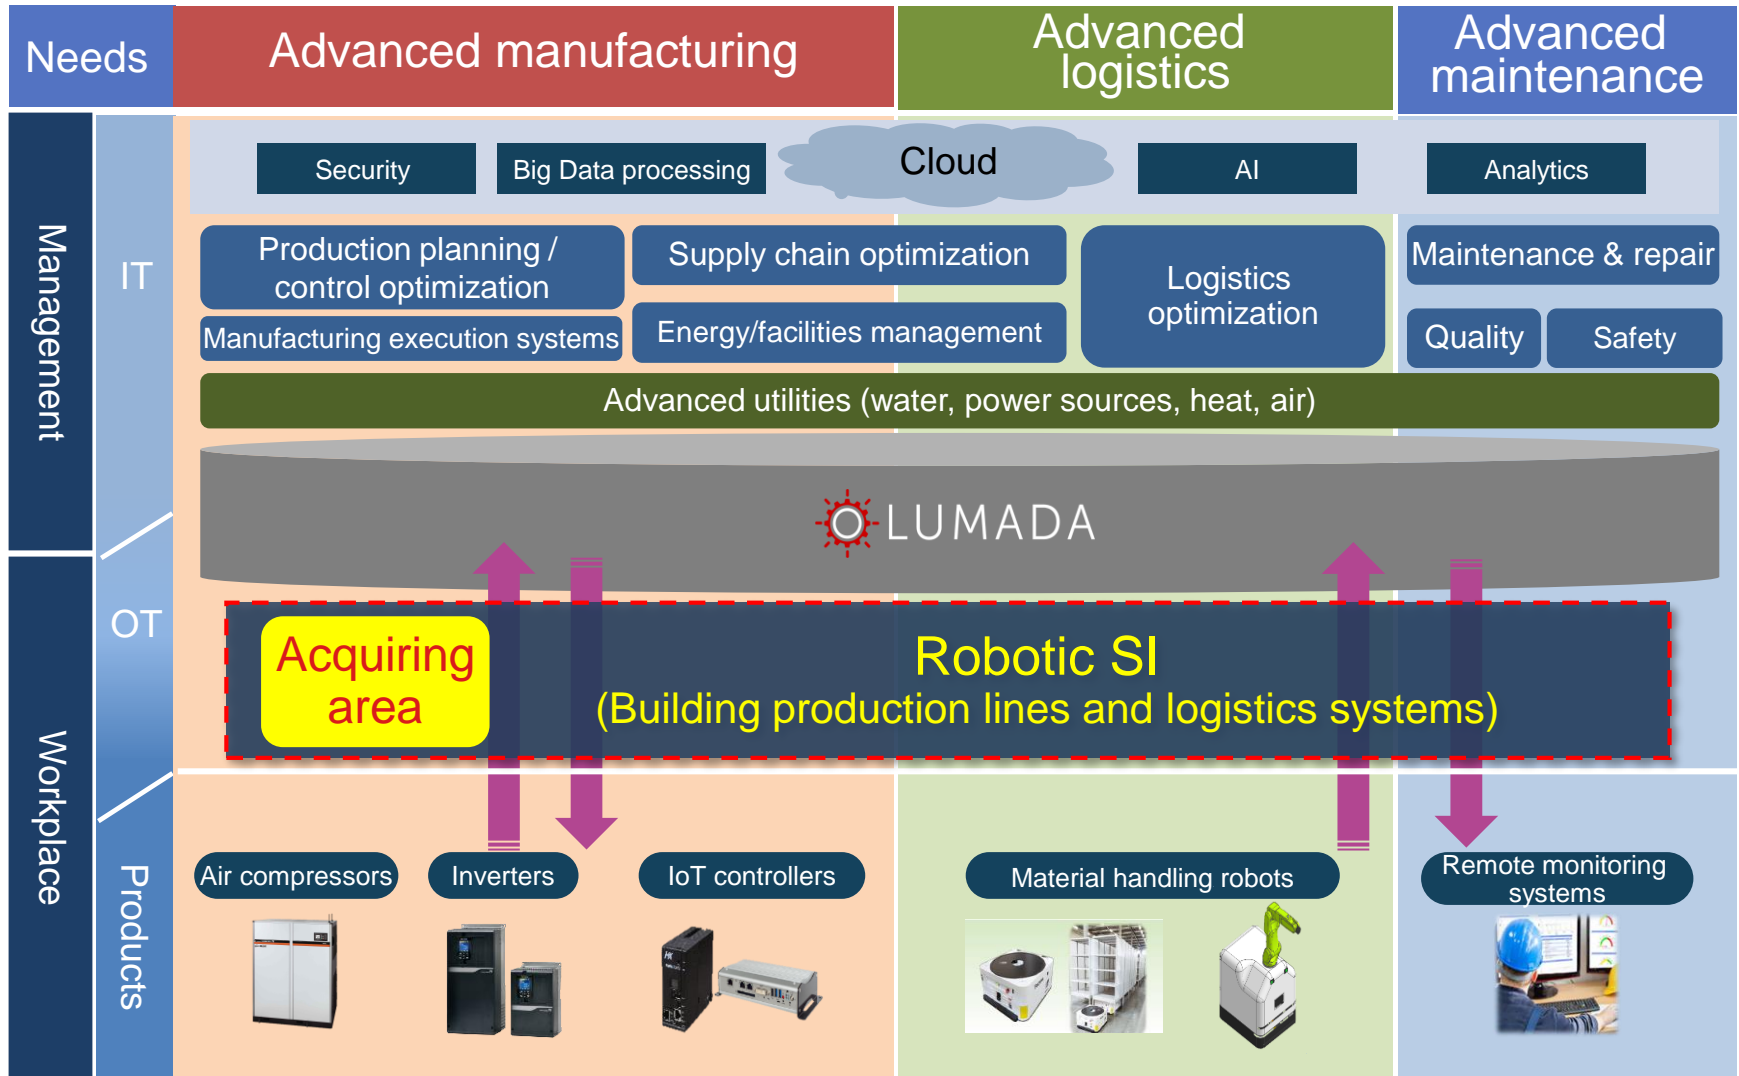 Needs
Advanced manufacturing
Advanced
logistics
Advanced
maintenance
Management
IT
Security
Big Data processing
Cloud
AI
Analytics
Production planning /
control optimization
Supply chain optimization
Logistics
optimization
Maintenance & repair
Manufacturing execution systems
Energy/facilities management
Quality
Safety
Advanced utilities (water, power sources, heat, air)
LUMADA
Workplace
OT
Acquiring
area
Robotic SI
(Building production lines and logistics systems)
Products
Air compressors
Inverters
IoT controllers
Material handling robots
Remote monitoring
systems